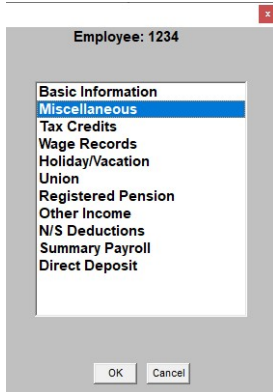 x
Employee: 1234
Basic Information
Miscellaneous
Tax Credits
Wage Records
Holiday/Vacation
Union
Registered Pension
Other Income
N/S Deductions
Summary Payroll
Direct Deposit
OK Cancel